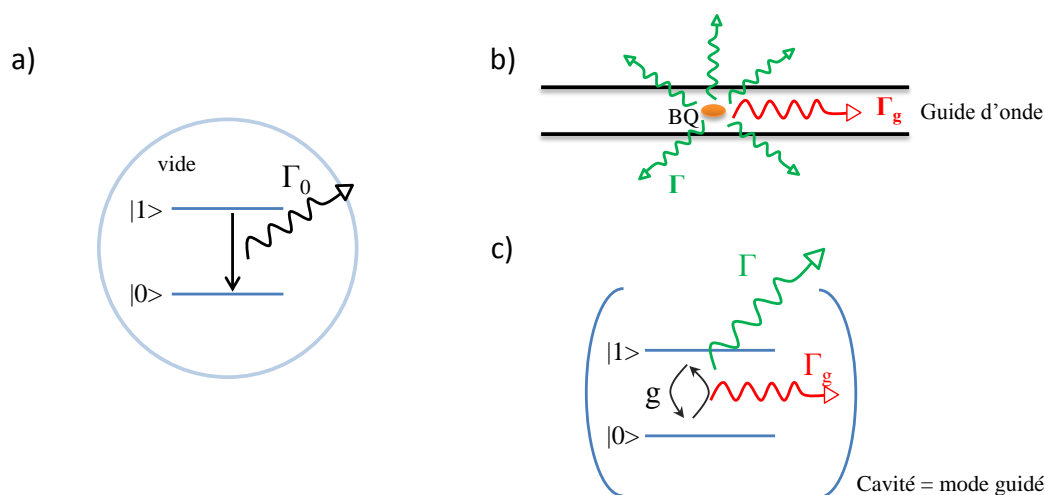 a)
vide
Γ0
|1>
|0>
b)
BQ
Γg
Γ
Guide d'onde
c)
Γ
|1>
Γg
g
|0>
Cavité = mode guidé